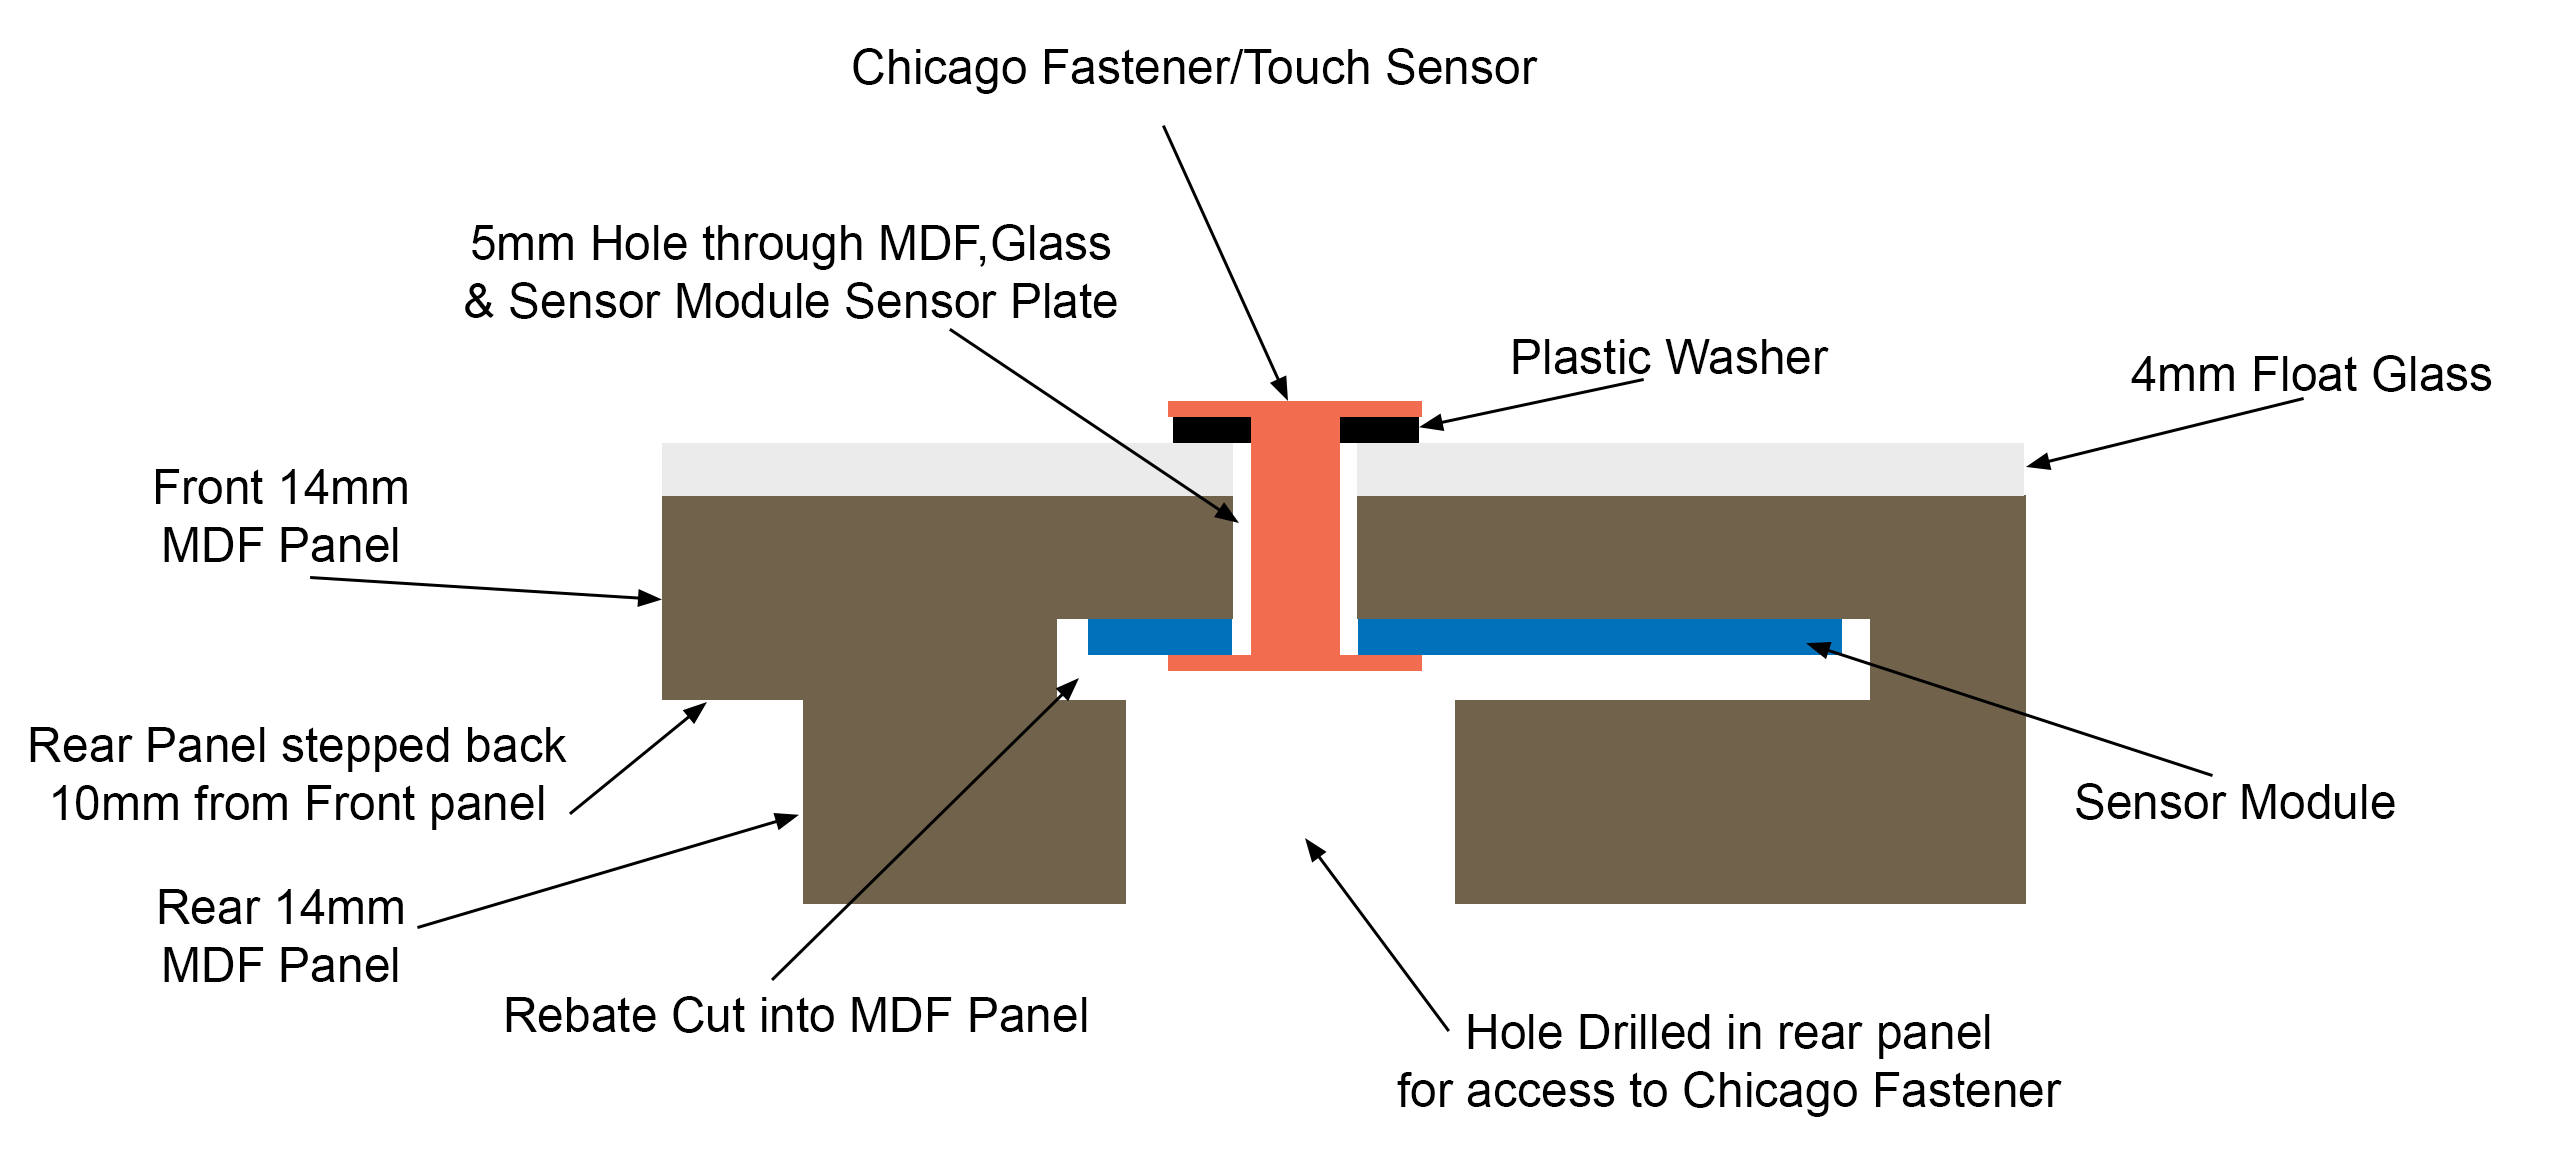 Chicago Fastener/Touch Sensor
5mm Hole through MDF,Glass
& Sensor Module Sensor Plate
Plastic Washer
4mm Float Glass
Front 14mm
MDF Panel
Rear Panel stepped back
10mm from Front panel
Sensor Module
Rear 14mm
MDF Panel
Rebate Cut into MDF Panel
Hole Drilled in rear panel
for access to Chicago Fastener